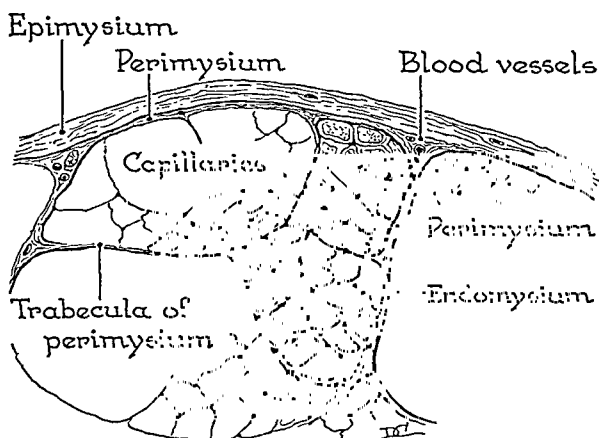 Epimysium
Perimysium
Blood vessels
Capillaries
Perimysium
Endomysium
Trabecula of
perimysium